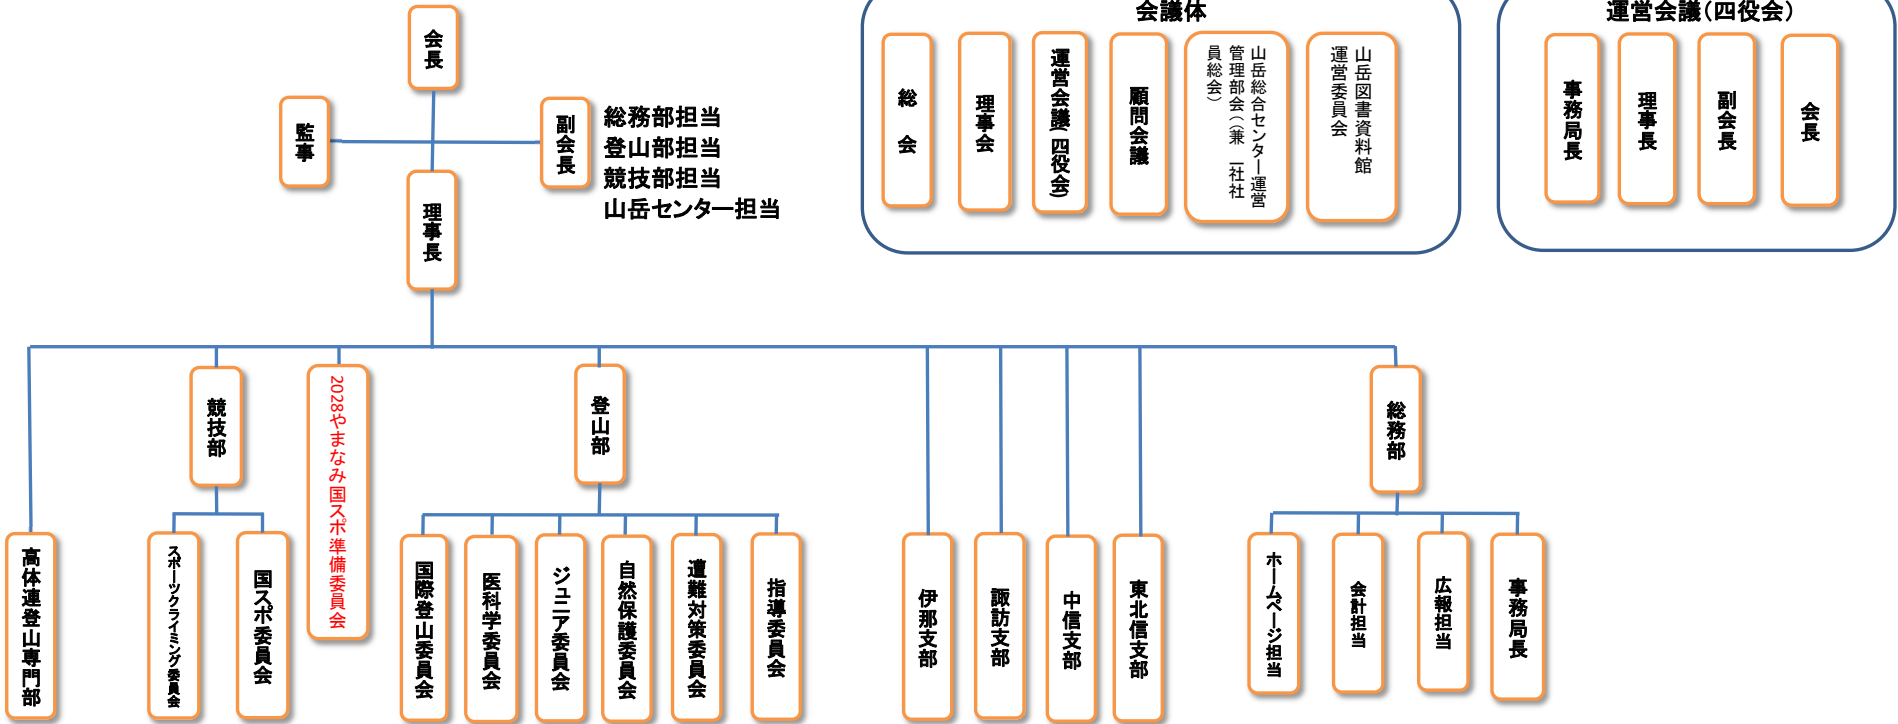 会長
監事
副会長
総務部担当
登山部担当
競技部担当
山岳センター担当
理事長
会議体
総　会
理事会
運営会議(四役会)
顧問会議
山岳総合センター運営
管理部会(（兼　一社社
員総会）
山岳図書資料館
運営委員会
運営会議（四役会）
事務局長
理事長
副会長
会長
高体連登山専門部
競技部
スポーツクライミング委員会
国スポ委員会
2028やまなみ国スポ準備委員会
登山部
国際登山委員会
医科学委員会
ジュニア委員会
自然保護委員会
遭難対策委員会
指導委員会
伊那支部
諏訪支部
中信支部
東北信支部
総務部
ホームページ担当
会計担当
広報担当
事務局長